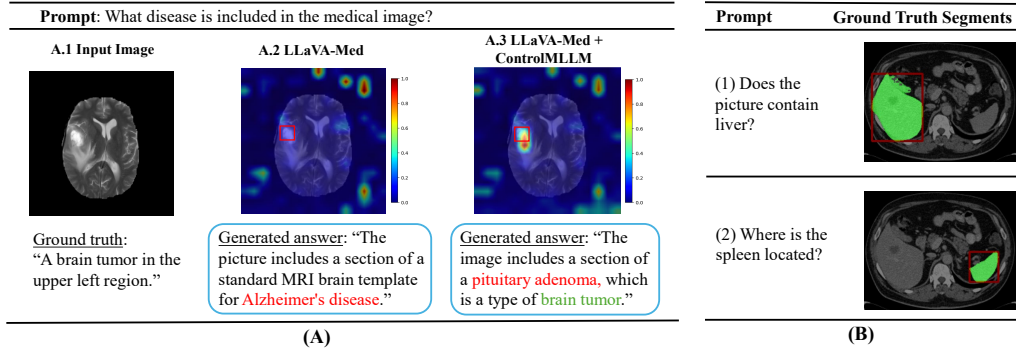 Prompt: What disease is included in the medical image?
A.1 Input Image
A.2 LLaVA-Med
A.3 LLaVA-Med +
ControlMLLM
1.0
0.8
0.6
0.4
0.2
0.0
1.0
0.8
0.6
0.4
0.2
0.0
Ground truth:
“A brain tumor in the
upper left region.”
Generated answer: “The
picture includes a section of a
standard MRI brain template
for Alzheimer's disease.”
Generated answer: “The
image includes a section of
a pituitary adenoma, which
is a type of brain tumor.”
(A)
Prompt
Ground Truth Segments
(1) Does the
picture contain
liver?
(2) Where is the
spleen located?
(B)